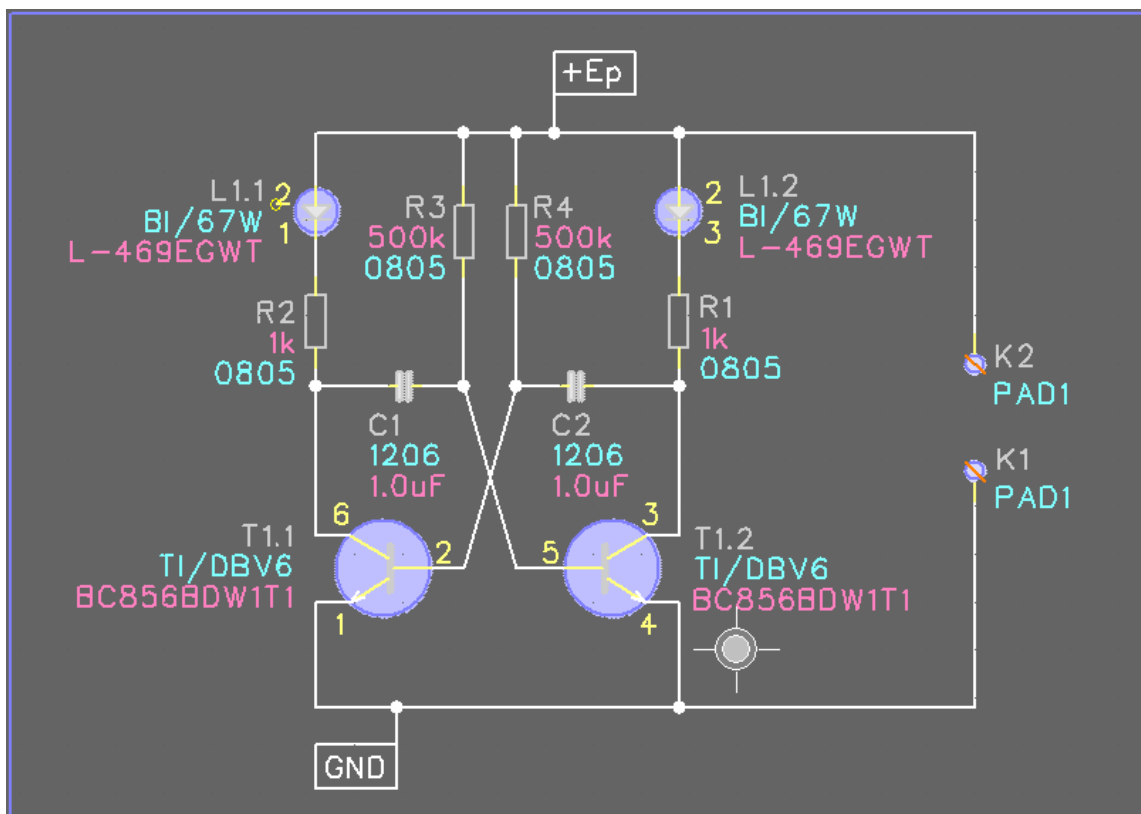 +Ep
L1.1
2
BI/67W
1
L-469EGWT
R3
500k
0805
R4
500k
0805
2
L1.2
BI/67W
3
L-469EGWT
R2
1k
0805
R1
1k
0805
K2
PAD1
C1
1206
1.0uF
C2
1206
1.0uF
K1
PAD1
6
T1.1
2
TI/DBV6
BC856BDW1T1
1
3
T1.2
5
TI/DBV6
BC856BDW1T1
4
GND